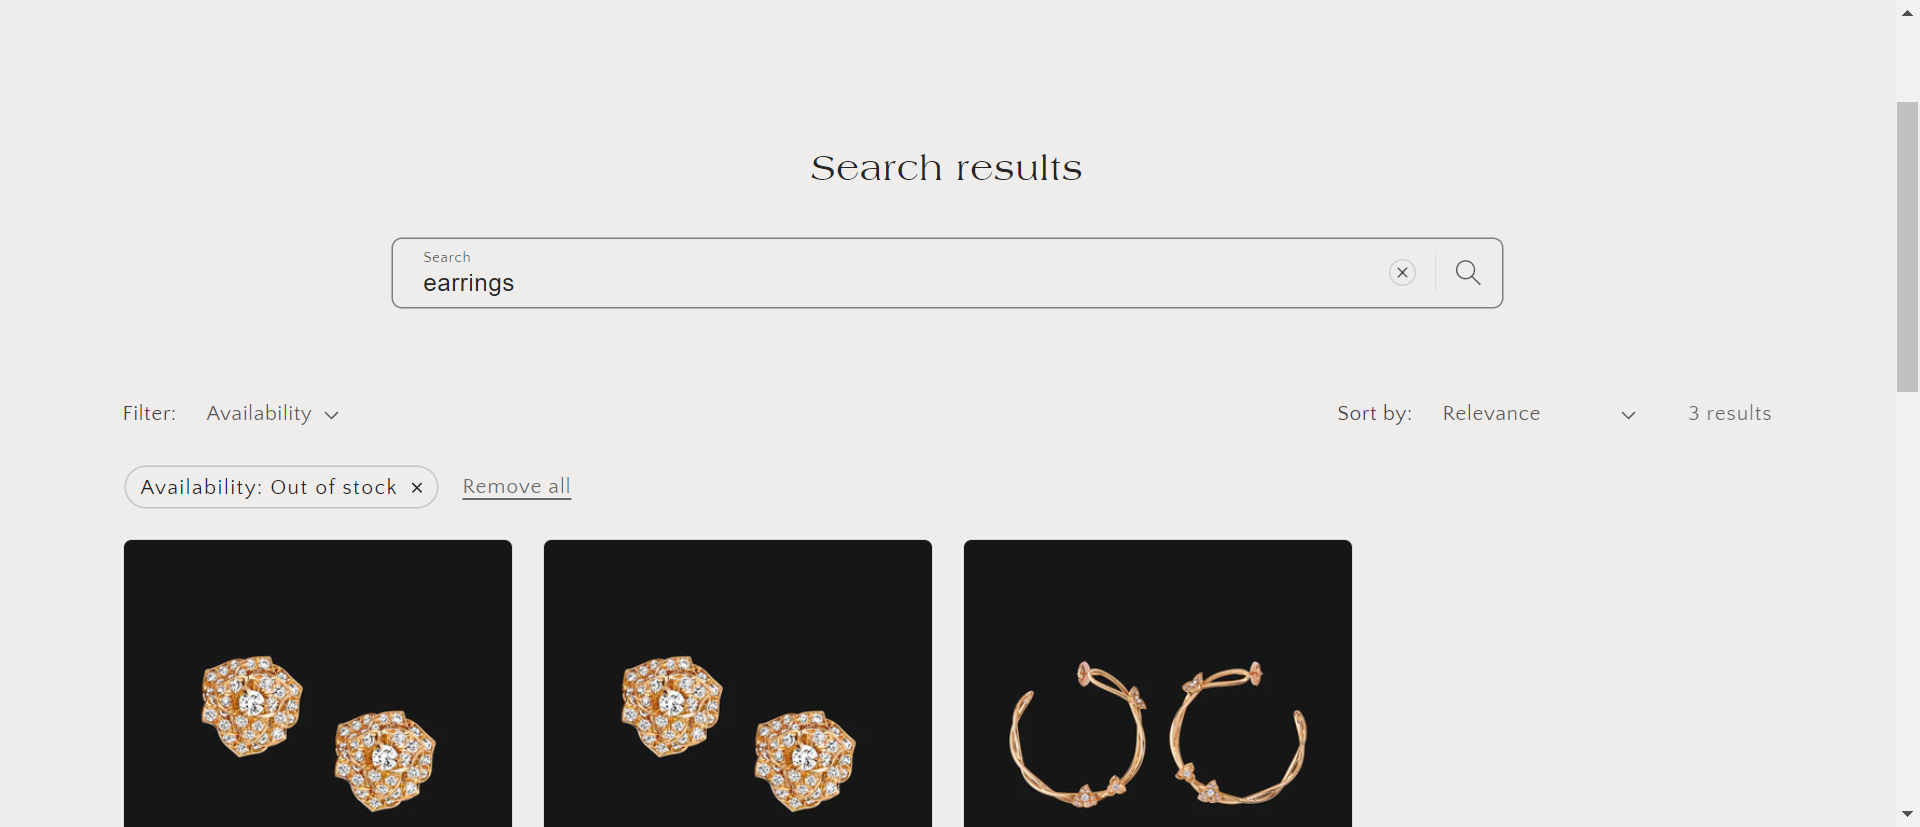 Search results
Search
earrings
Filter: Availability Sort by: Relevance 3 results
Availability: Out of stock Remove all